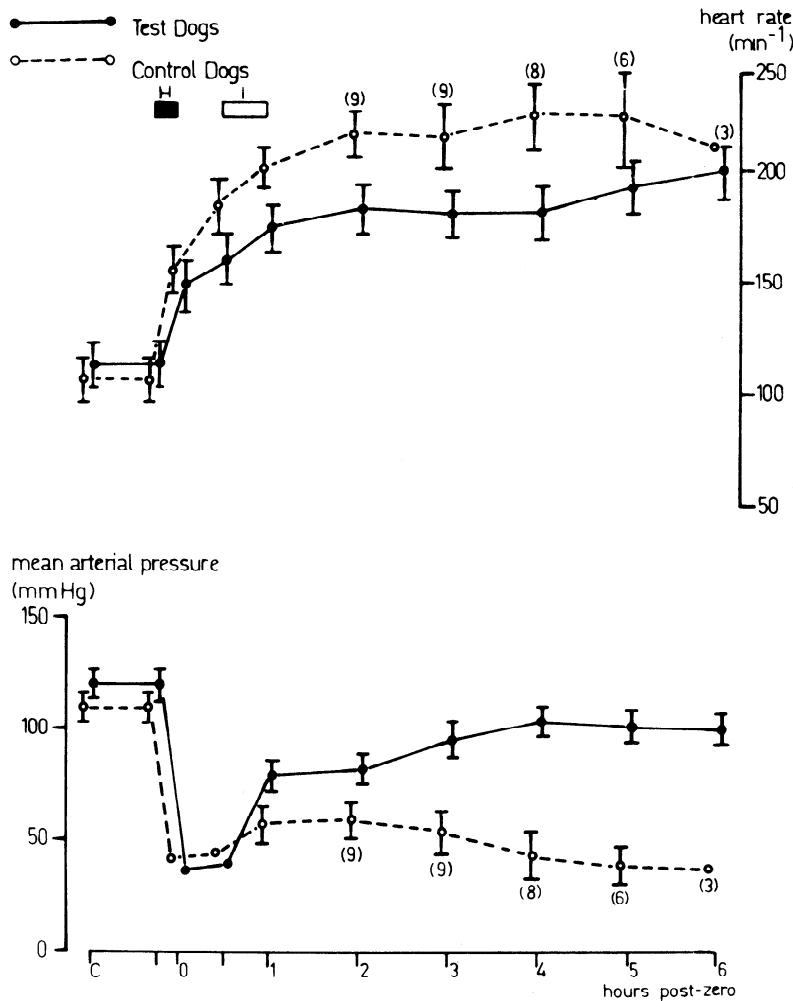 Test Dogs
Control Dogs
H
heart rate
(min⁻¹)
250
200
150
100
50
(9)
(9)
(8)
(6)
(3)
mean arterial pressure
(mmHg)
150
100
50
0
(9)
(9)
(8)
(6)
(3)
C
0
1
2
3
4
5
6
hours post-zero